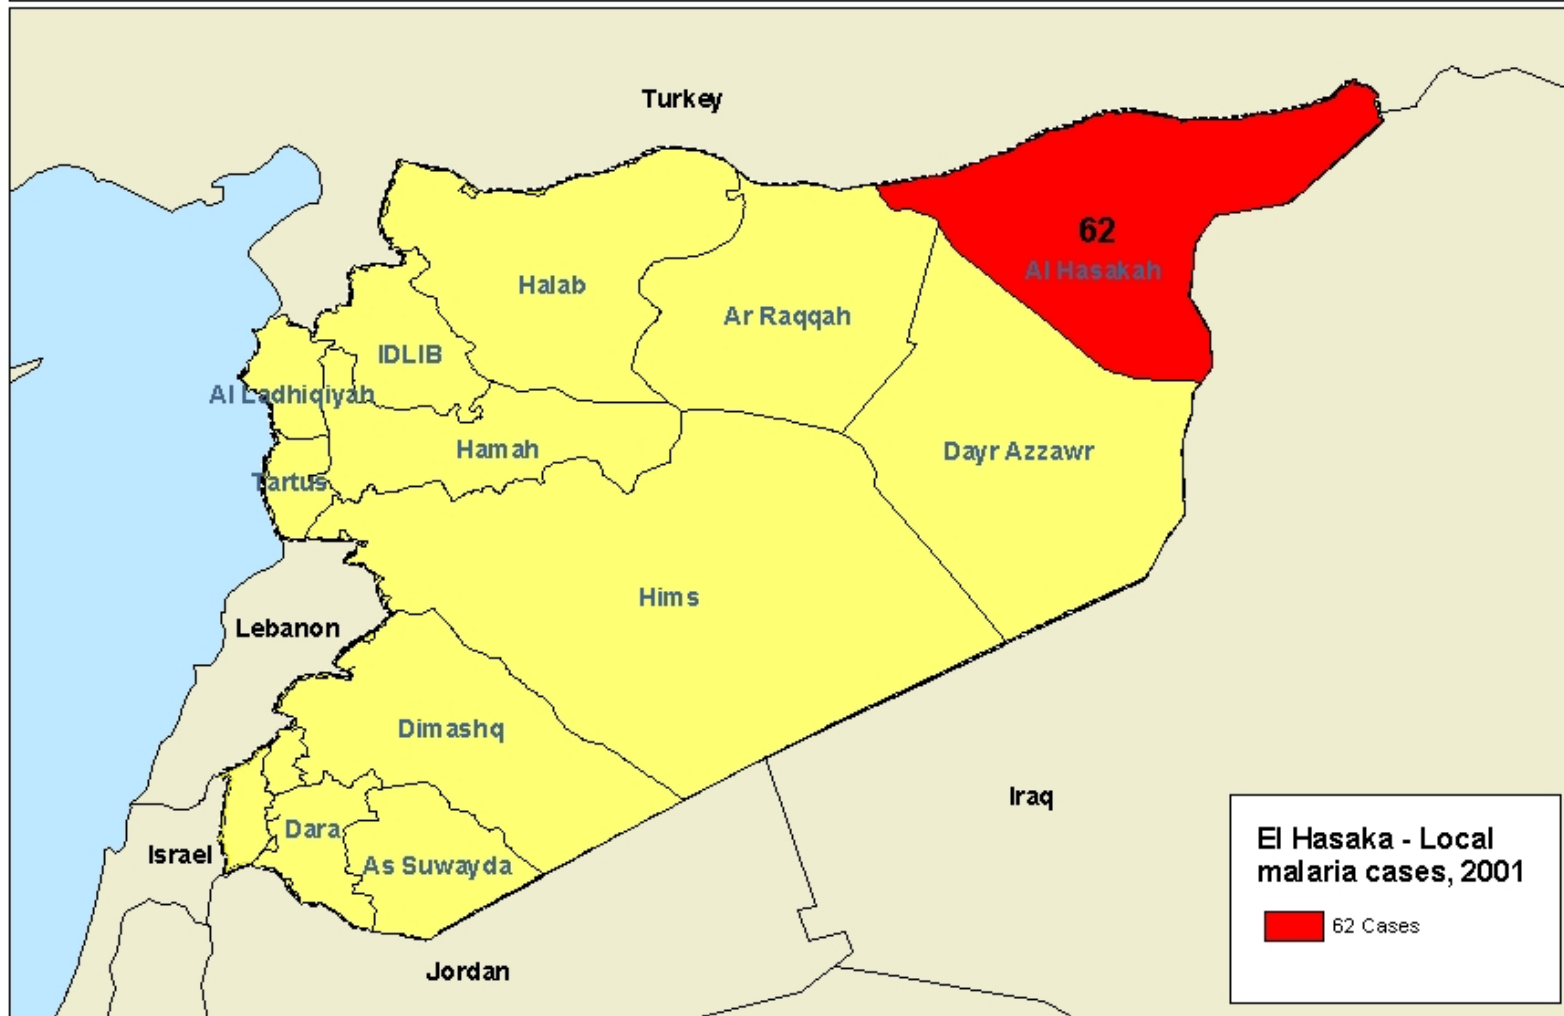 Turkey
62
Al Hasakah
Halab
Ar Raqqah
IDLIB
Al Ladhiqiyah
Hamah
Dayr Azzawr
Tartus
Hims
Lebanon
Dimashq
Iraq
Dara
Israel
As Suwayda
Jordan
El Hasaka - Local
malaria cases, 2001
62 Cases